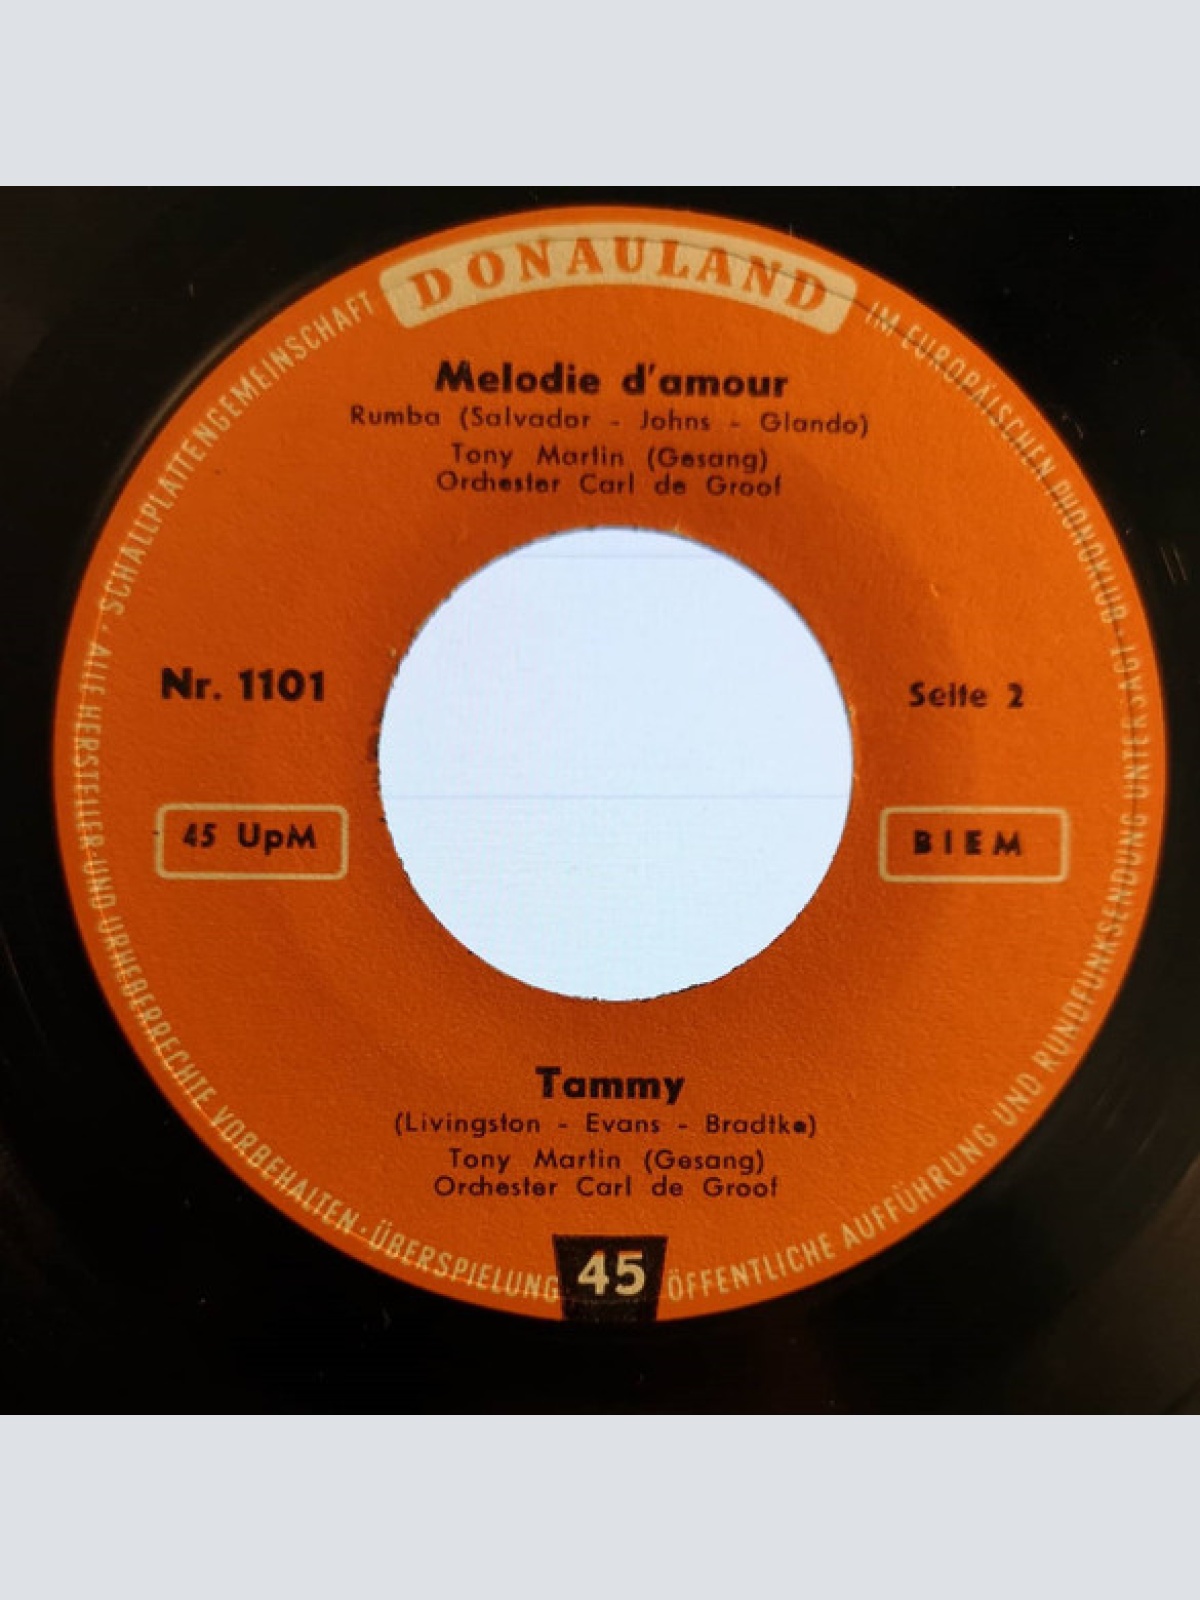 DONAULAND
SCHALLPLATTENGEMEINSCHAFT
IM EUROPÄISCHEN PHONOKLUB · UNTERSAGT ·
Melodie d'amour
Rumba (Salvador - Johns - Glando)
Tony Martin (Gesang)
Orchester Carl de Groof
Nr. 1101
Seite 2
45 UpM
BIEM
Tammy
(Livingston - Evans - Bradtke)
Tony Martin (Gesang)
Orchester Carl de Groof
· ALLE HERSTELLER- UND URHEBERRECHTE VORBEHALTEN · ÜBERSPIELUNG
45
ÖFFENTLICHE AUFFÜHRUNG UND RUNDFUNKSENDUNG